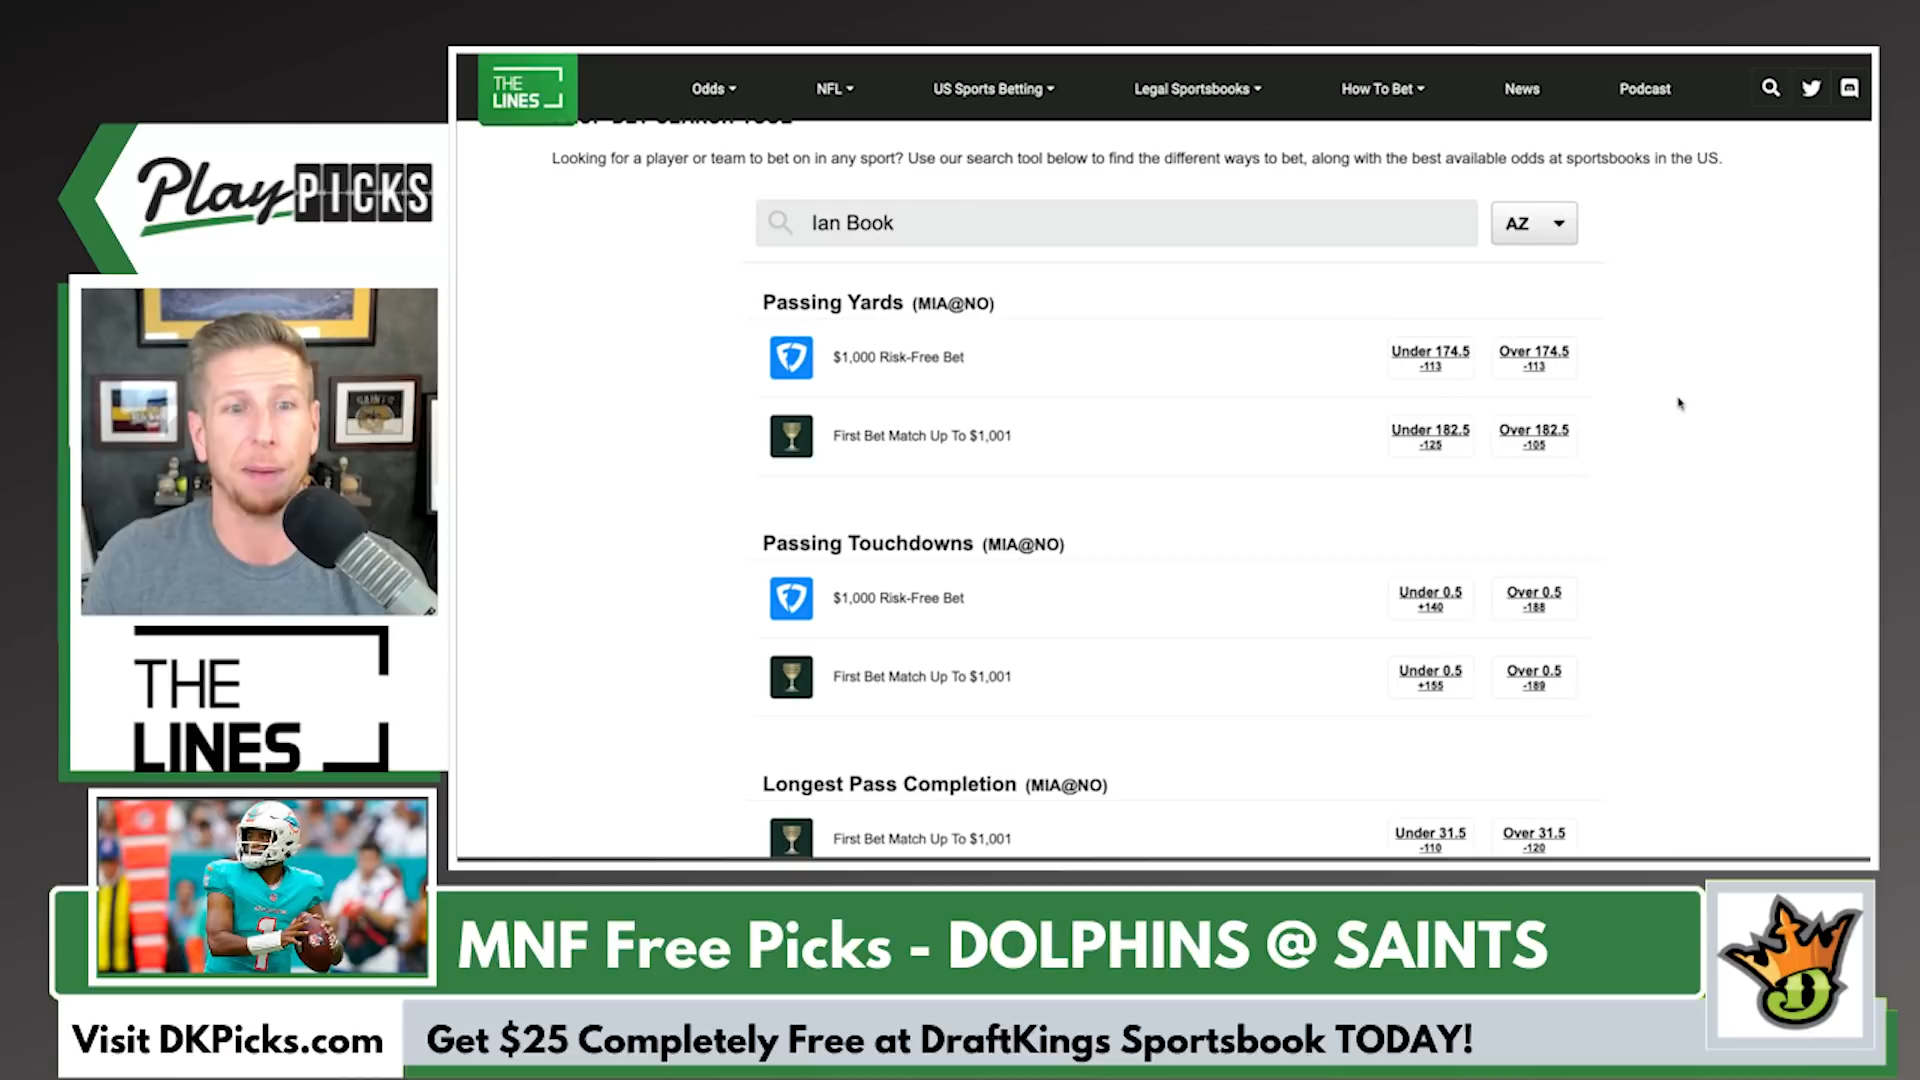 THE
LINES
Odds
NFL
US Sports Betting
Legal Sportsbooks
How To Bet
News
Podcast
Looking for a player or team to bet on in any sport? Use our search tool below to find the different ways to bet, along with the best available odds at sportsbooks in the US.
Ian Book
AZ
Passing Yards (MIA@NO)
$1,000 Risk-Free Bet
Under 174.5
-113
Over 174.5
-113
First Bet Match Up To $1,001
Under 182.5
-125
Over 182.5
-105
Passing Touchdowns (MIA@NO)
$1,000 Risk-Free Bet
Under 0.5
+140
Over 0.5
-188
First Bet Match Up To $1,001
Under 0.5
+155
Over 0.5
-189
Longest Pass Completion (MIA@NO)
First Bet Match Up To $1,001
Under 31.5
-110
Over 31.5
-120
Play PICKS
SAINTS
THE
LINES
1
MNF Free Picks - DOLPHINS @ SAINTS
D
Visit DKPicks.com
Get $25 Completely Free at DraftKings Sportsbook TODAY!